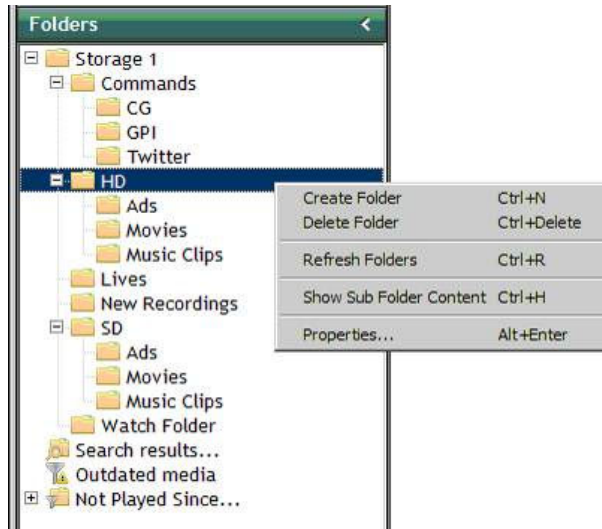 Folders
Storage 1
Commands
CG
GPI
Twitter
HD
Create Folder Ctrl+N
Ads
Delete Folder Ctrl+Delete
Movies
Music Clips
Refresh Folders Ctrl+R
Lives
New Recordings
Show Sub Folder Content Ctrl+H
SD
Properties... Alt+Enter
Ads
Movies
Music Clips
Watch Folder
Search results...
Outdated media
Not Played Since...